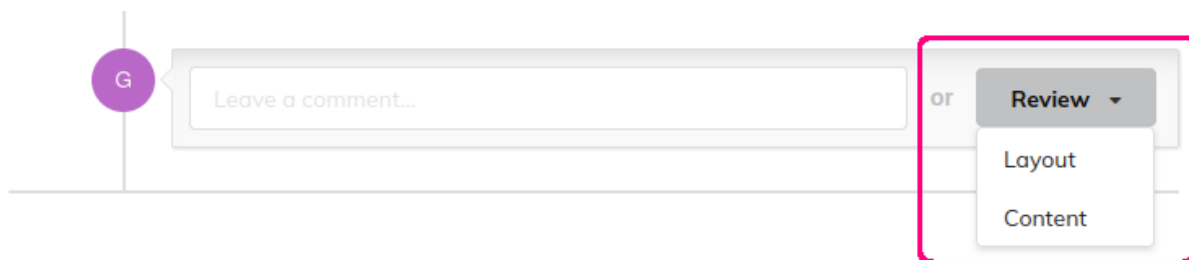 G
Leave a comment...
or
Review
Layout
Content